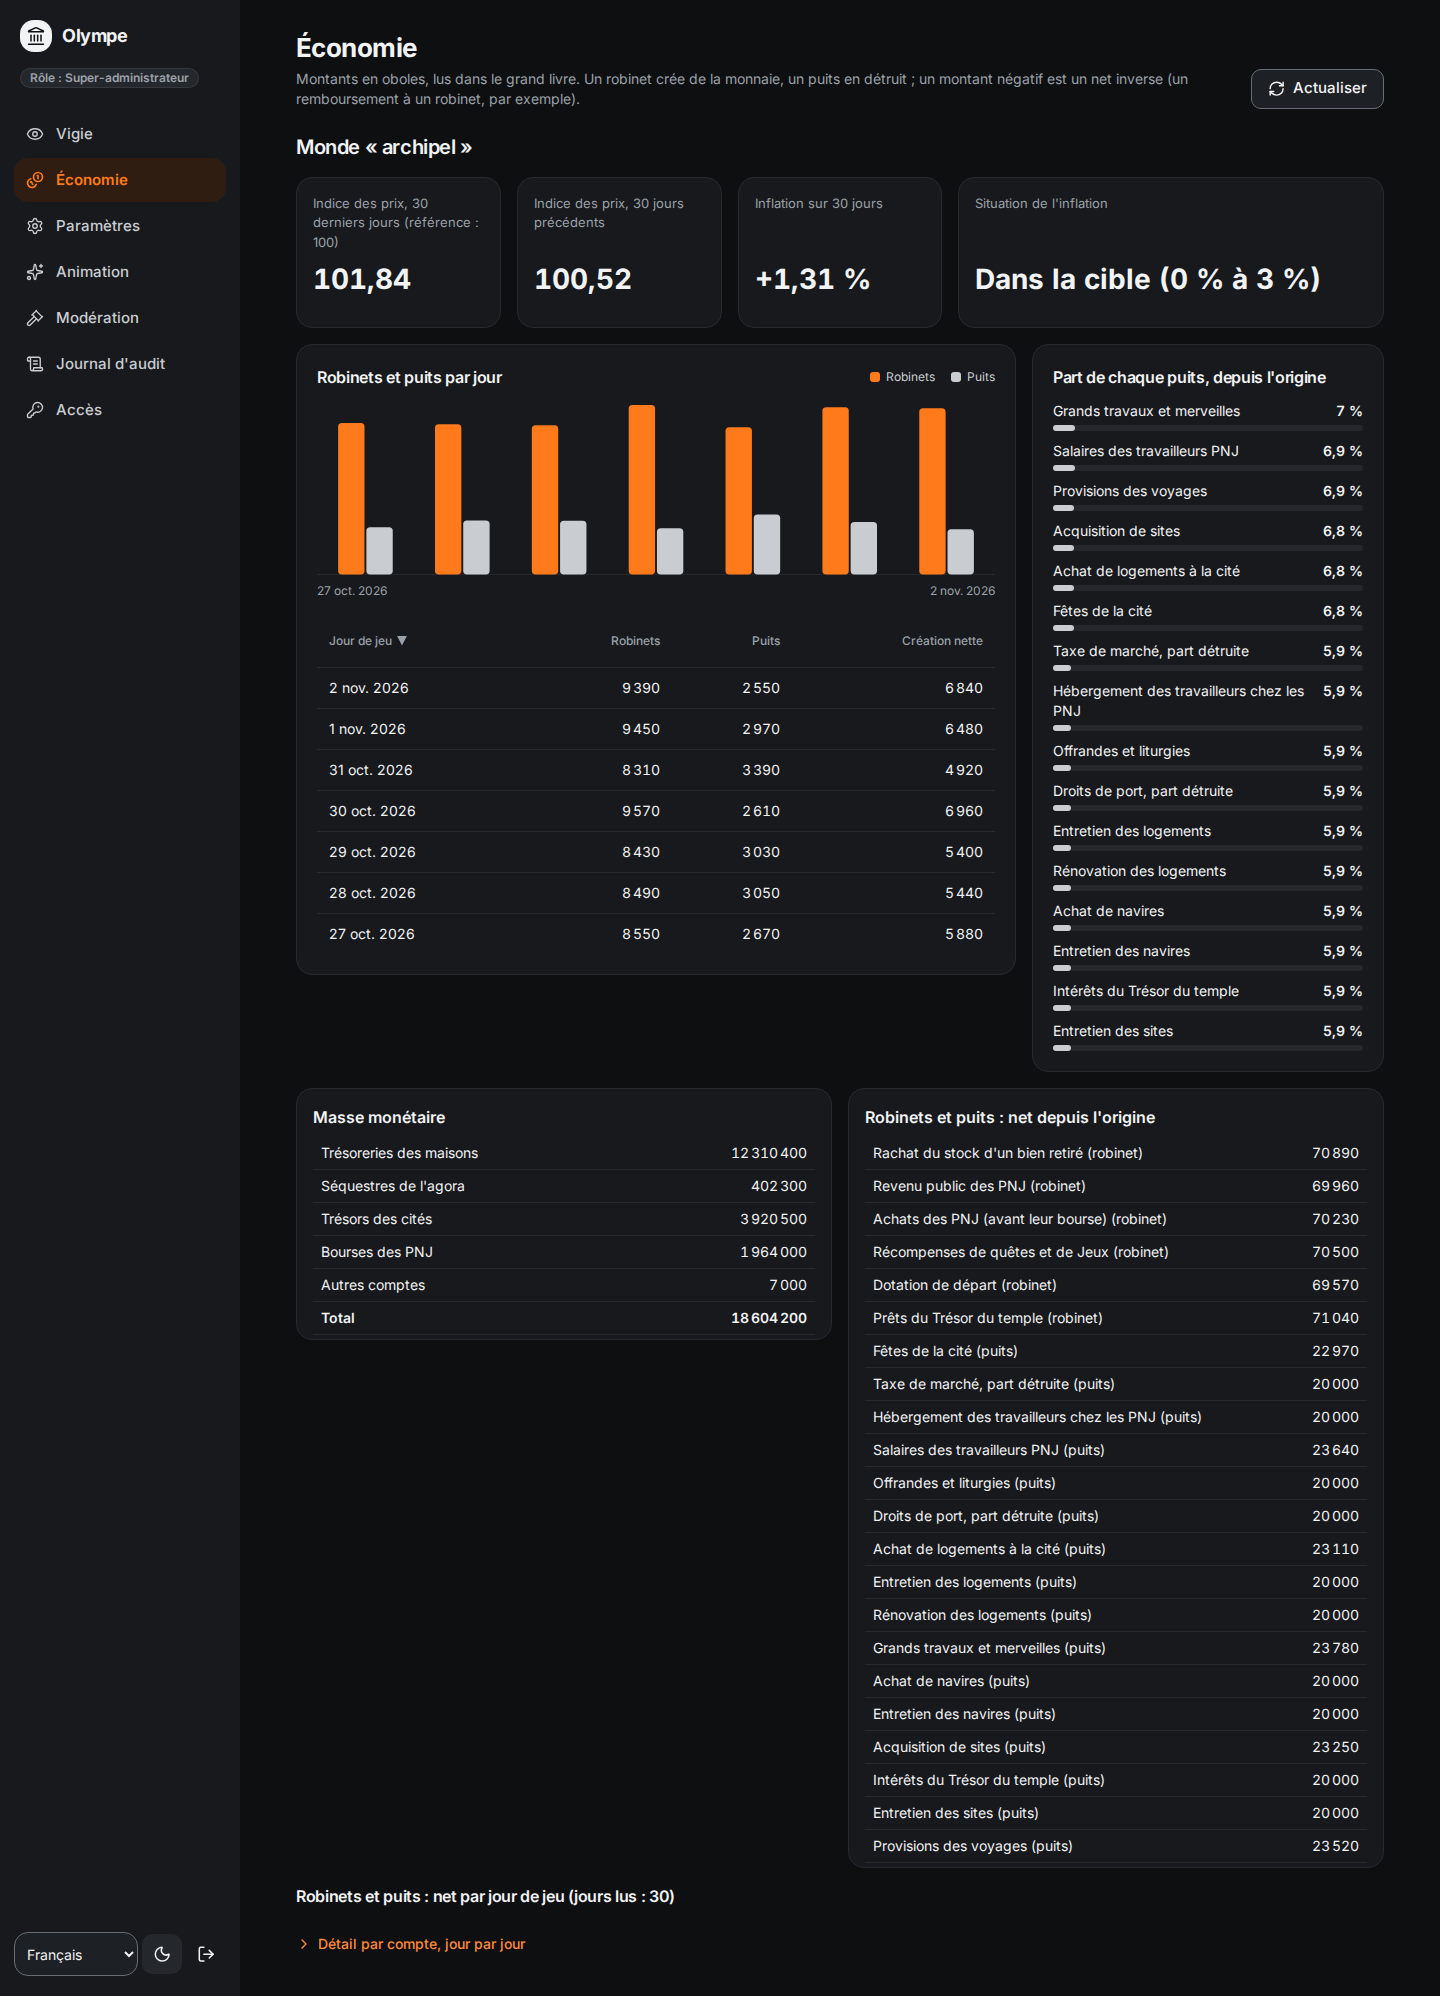 Olympe
Rôle : Super-administrateur
Vigie
Économie
Paramètres
Animation
Modération
Journal d'audit
Accès
Français
Économie
Montants en oboles, lus dans le grand livre. Un robinet crée de la monnaie, un puits en détruit ; un montant négatif est un net inverse (un
remboursement à un robinet, par exemple).
Actualiser
Monde « archipel »
Indice des prix, 30
derniers jours (référence :
100)
101,84
Indice des prix, 30 jours
précédents
100,52
Inflation sur 30 jours
+1,31 %
Situation de l'inflation
Dans la cible (0 % à 3 %)
Robinets et puits par jour
Robinets
Puits
27 oct. 2026
2 nov. 2026
Jour de jeu ▼ Robinets Puits Création nette
2 nov. 2026 9 390 2 550 6 840
1 nov. 2026 9 450 2 970 6 480
31 oct. 2026 8 310 3 390 4 920
30 oct. 2026 9 570 2 610 6 960
29 oct. 2026 8 430 3 030 5 400
28 oct. 2026 8 490 3 050 5 440
27 oct. 2026 8 550 2 670 5 880
Part de chaque puits, depuis l'origine
Grands travaux et merveilles 7 %
Salaires des travailleurs PNJ 6,9 %
Provisions des voyages 6,9 %
Acquisition de sites 6,8 %
Achat de logements à la cité 6,8 %
Fêtes de la cité 6,8 %
Taxe de marché, part détruite 5,9 %
Hébergement des travailleurs chez les 5,9 %
PNJ
Offrandes et liturgies 5,9 %
Droits de port, part détruite 5,9 %
Entretien des logements 5,9 %
Rénovation des logements 5,9 %
Achat de navires 5,9 %
Entretien des navires 5,9 %
Intérêts du Trésor du temple 5,9 %
Entretien des sites 5,9 %
Masse monétaire
Trésoreries des maisons 12 310 400
Séquestres de l'agora 402 300
Trésors des cités 3 920 500
Bourses des PNJ 1 964 000
Autres comptes 7 000
Total 18 604 200
Robinets et puits : net depuis l'origine
Rachat du stock d'un bien retiré (robinet) 70 890
Revenu public des PNJ (robinet) 69 960
Achats des PNJ (avant leur bourse) (robinet) 70 230
Récompenses de quêtes et de Jeux (robinet) 70 500
Dotation de départ (robinet) 69 570
Prêts du Trésor du temple (robinet) 71 040
Fêtes de la cité (puits) 22 970
Taxe de marché, part détruite (puits) 20 000
Hébergement des travailleurs chez les PNJ (puits) 20 000
Salaires des travailleurs PNJ (puits) 23 640
Offrandes et liturgies (puits) 20 000
Droits de port, part détruite (puits) 20 000
Achat de logements à la cité (puits) 23 110
Entretien des logements (puits) 20 000
Rénovation des logements (puits) 20 000
Grands travaux et merveilles (puits) 23 780
Achat de navires (puits) 20 000
Entretien des navires (puits) 20 000
Acquisition de sites (puits) 23 250
Intérêts du Trésor du temple (puits) 20 000
Entretien des sites (puits) 20 000
Provisions des voyages (puits) 23 520
Robinets et puits : net par jour de jeu (jours lus : 30)
Détail par compte, jour par jour